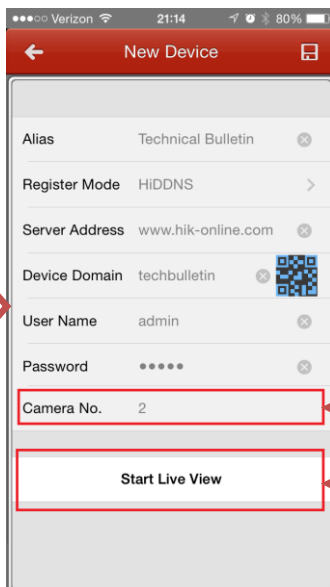 Verizon 21:14 80%
New Device
Alias Technical Bulletin
Register Mode HiDDNS
Server Address www.hik-online.com
Device Domain techbulletin
User Name admin
Password •••••
Camera No. 2
Start Live View